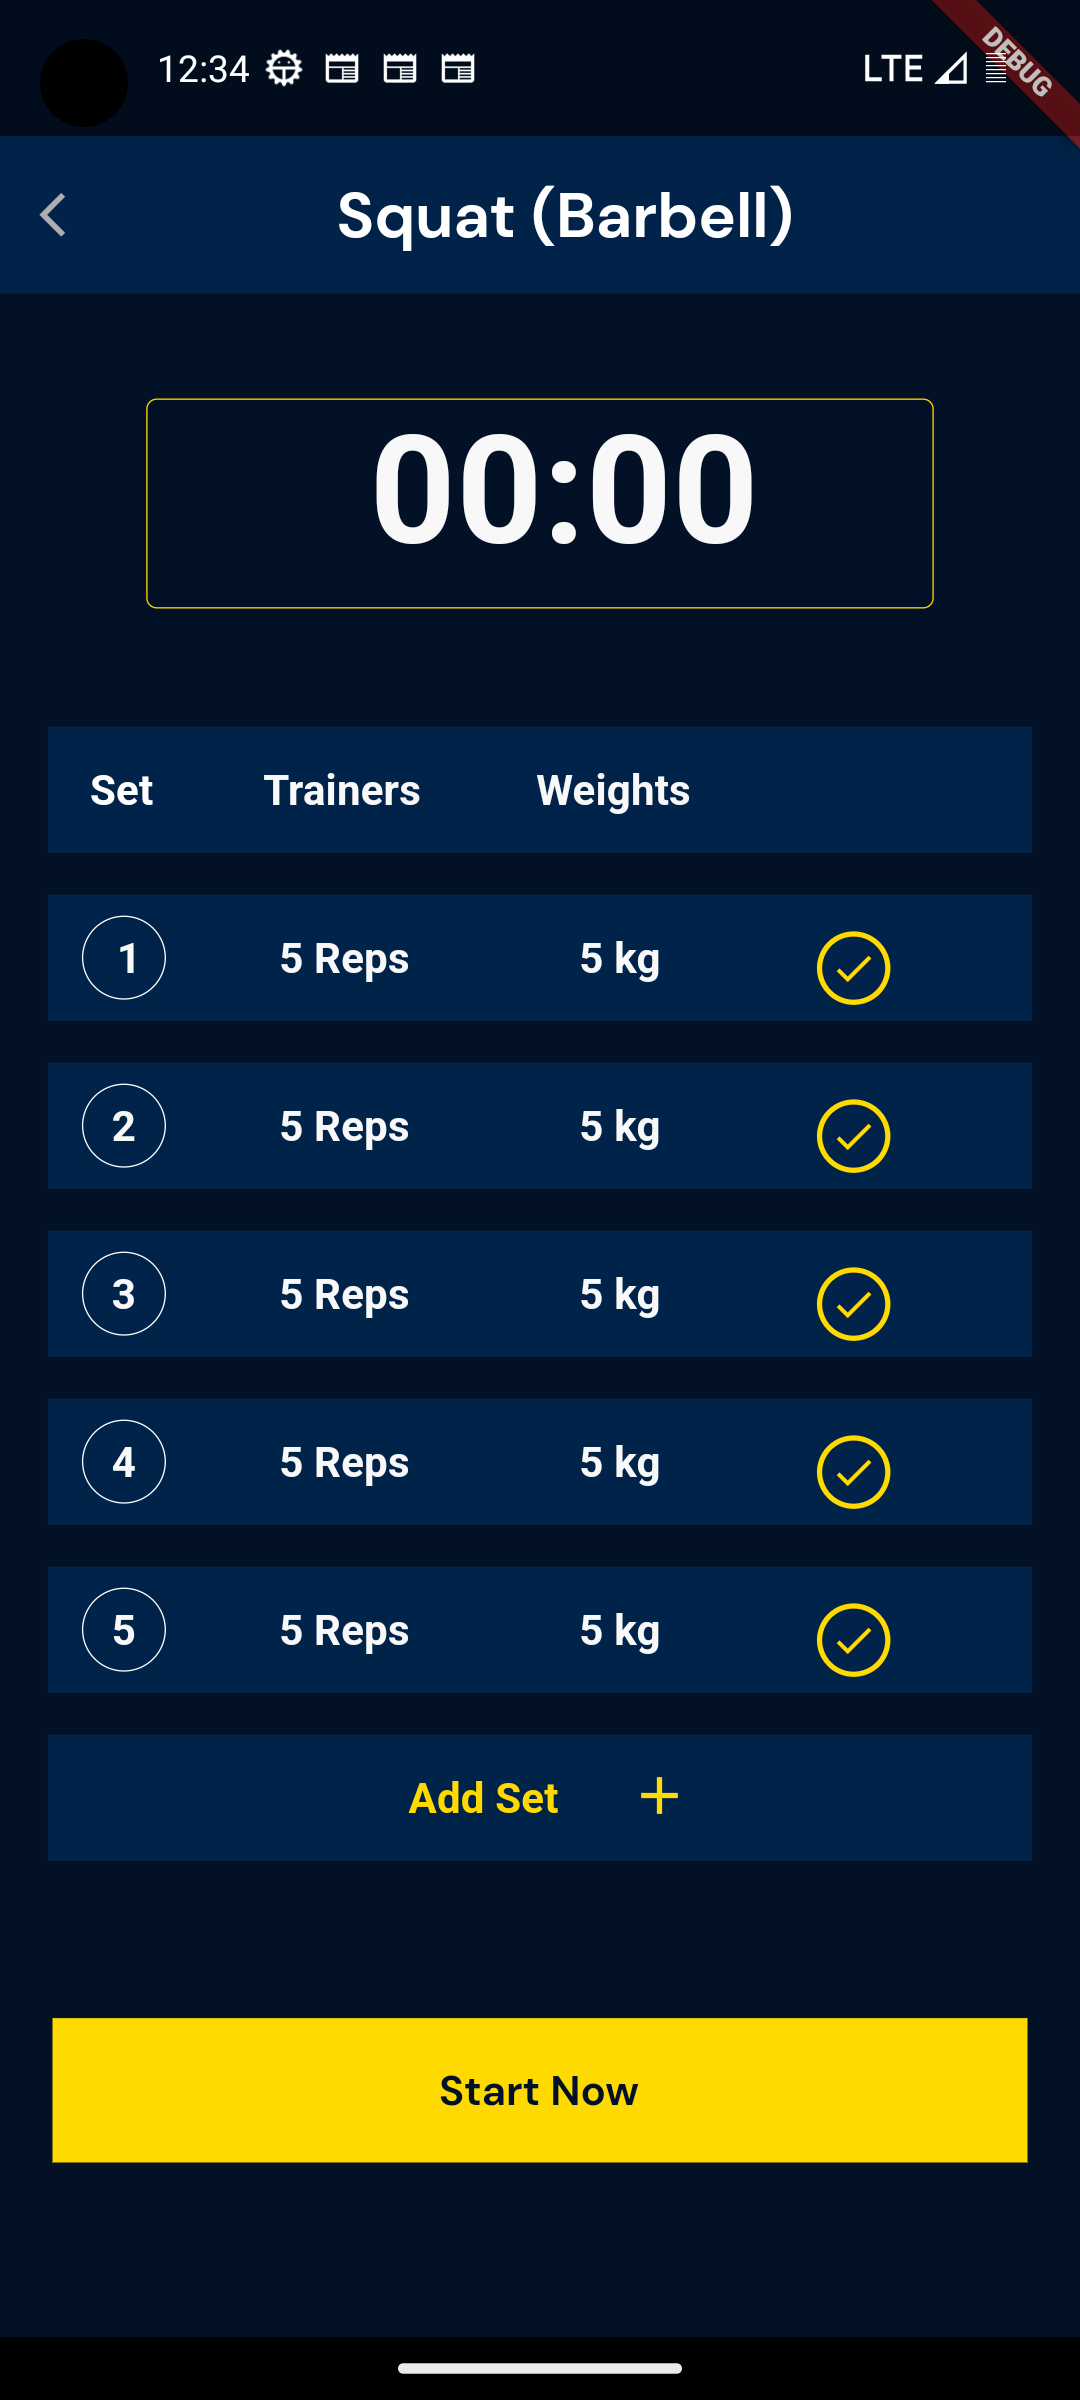 12:34 LTE DEBUG
Squat (Barbell)
00:00
Set Trainers Weights
1 5 Reps 5 kg
2 5 Reps 5 kg
3 5 Reps 5 kg
4 5 Reps 5 kg
5 5 Reps 5 kg
Add Set +
Start Now